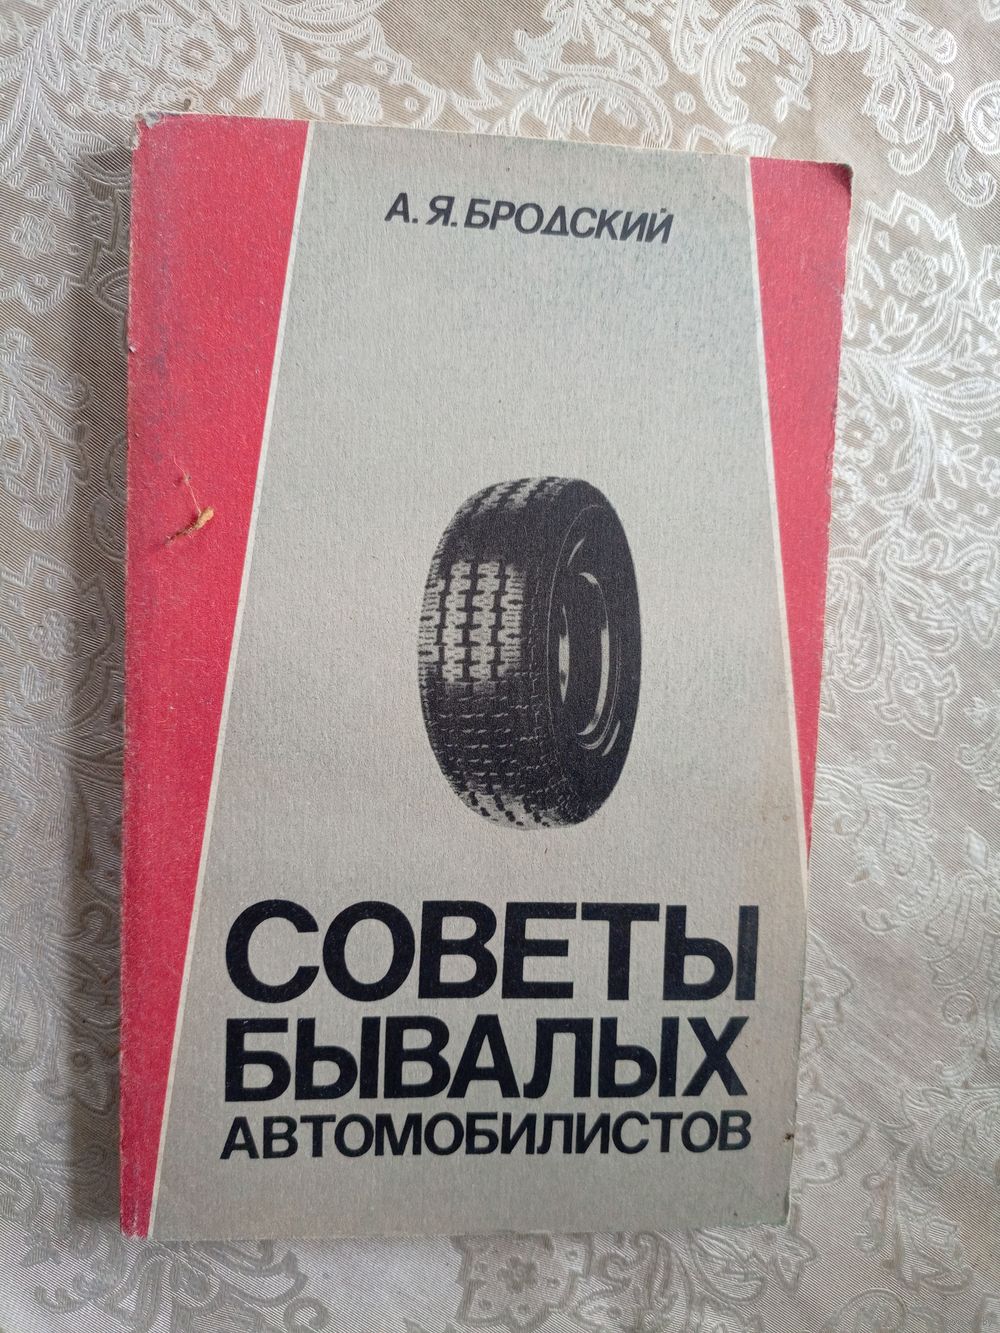 А. Я. БРОДСКИЙ
СОВЕТЫ
БЫВАЛЫХ
АВТОМОБИЛИСТОВ